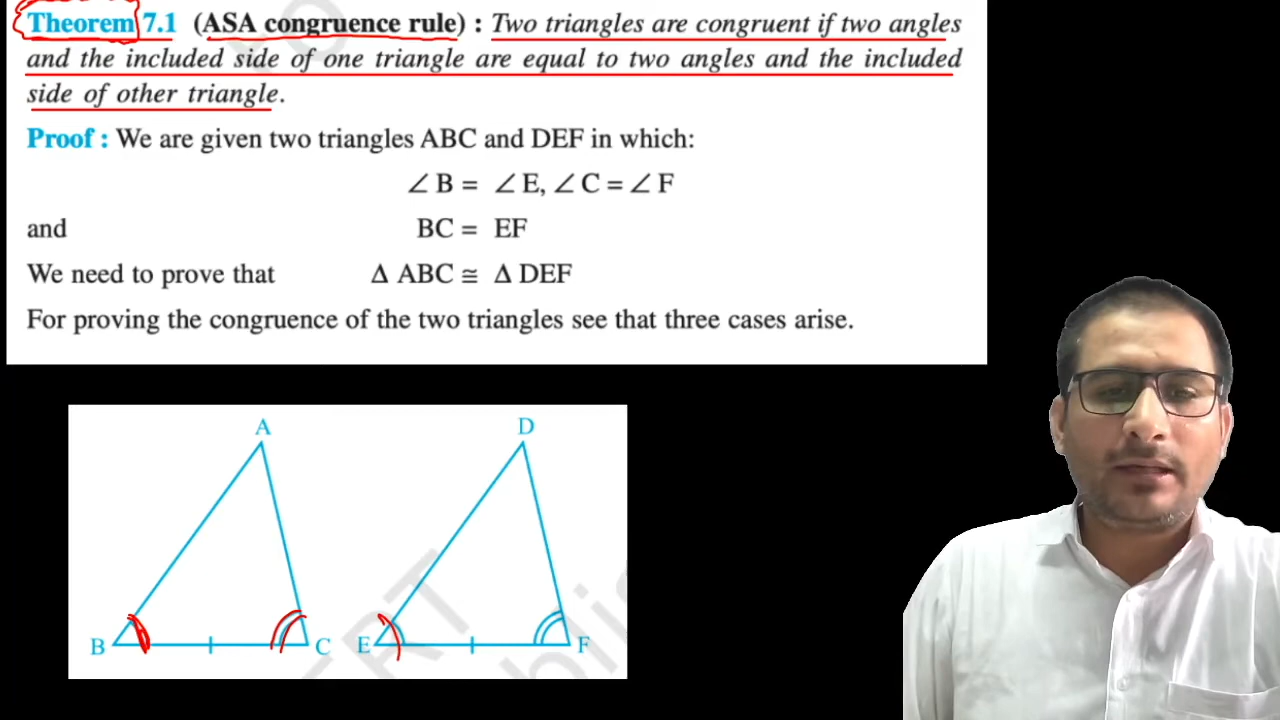 Theorem 7.1 (ASA congruence rule) : Two triangles are congruent if two angles
and the included side of one triangle are equal to two angles and the included
side of other triangle.
Proof : We are given two triangles ABC and DEF in which:
∠ B = ∠ E, ∠ C = ∠ F
and BC = EF
We need to prove that Δ ABC ≅ Δ DEF
For proving the congruence of the two triangles see that three cases arise.
A D
B C E F